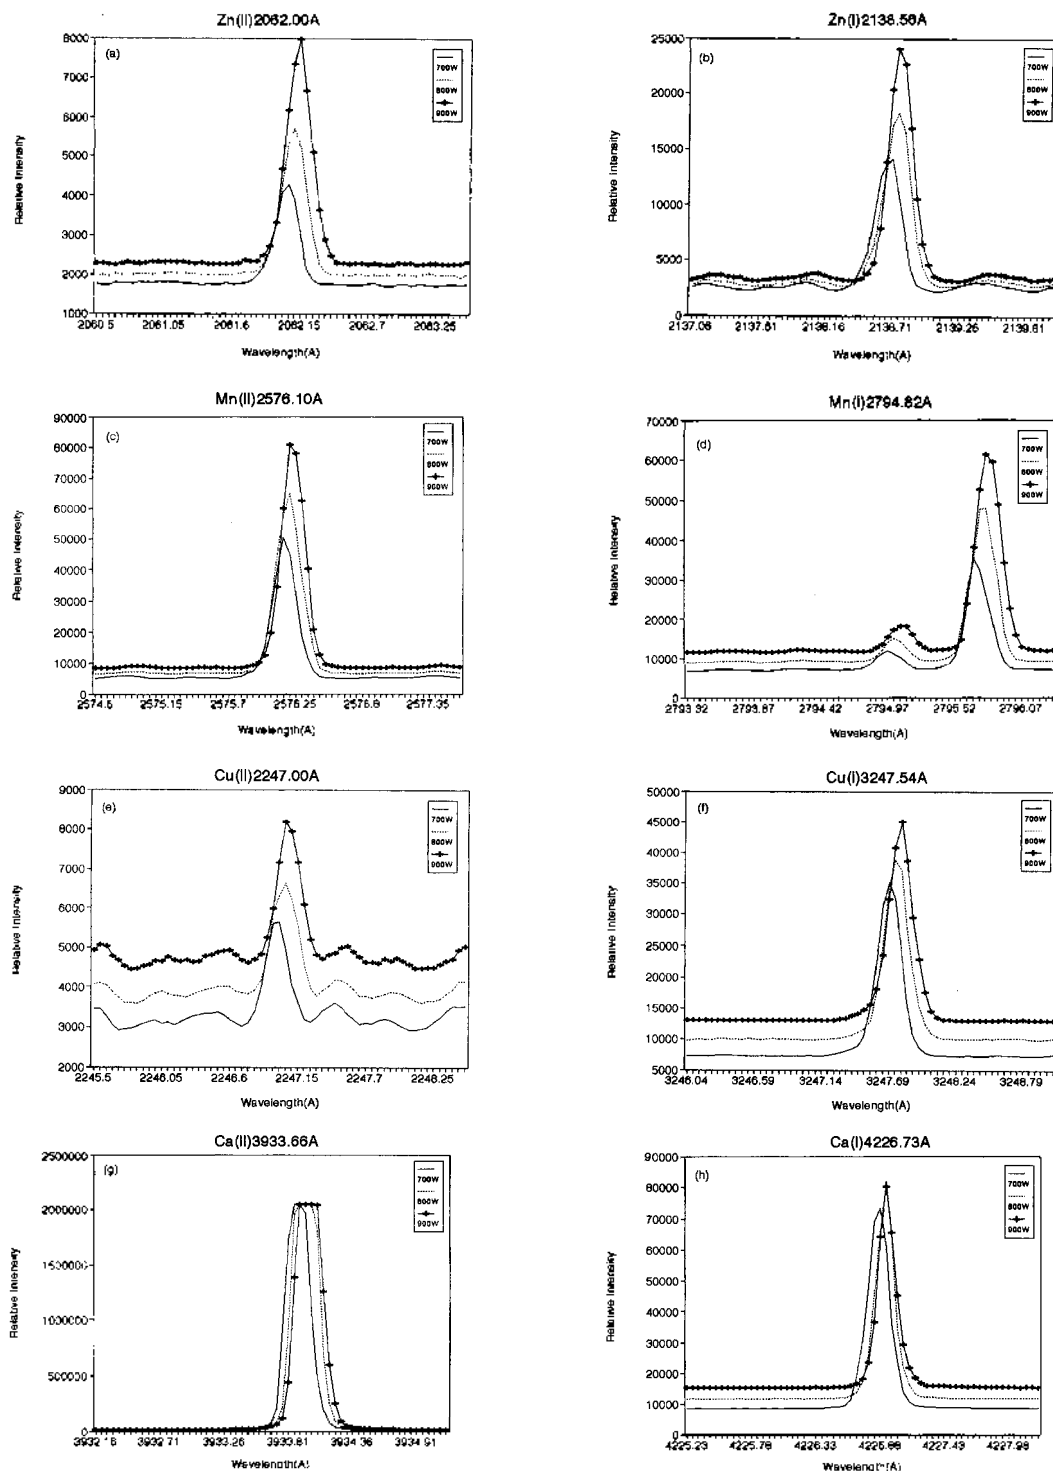 Zn(II)2062.00A
(a)
700W
800W
900W
8000
7000
6000
5000
4000
3000
2000
1000
Relative Intensity
2060.5 2061.05 2061.6 2062.15 2062.7 2063.25
Wavelength(A)
Zn(I)2138.56A
(b)
700W
800W
900W
25000
20000
15000
10000
5000
0
Relative Intensity
2137.06 2137.61 2138.16 2138.71 2139.26 2139.81
Wavelength(A)
Mn(II)2576.10A
(c)
700W
800W
900W
90000
80000
70000
60000
50000
40000
30000
20000
10000
0
Relative Intensity
2574.6 2575.15 2575.7 2576.25 2576.8 2577.35
Wavelength(A)
Mn(I)2794.82A
(d)
700W
800W
900W
70000
60000
50000
40000
30000
20000
10000
0
Relative Intensity
2793.32 2793.87 2794.42 2794.97 2795.52 2796.07
Wavelength(A)
Cu(II)2247.00A
(e)
700W
800W
900W
9000
8000
7000
6000
5000
4000
3000
2000
Relative Intensity
2245.5 2246.05 2246.6 2247.15 2247.7 2248.25
Wavelength(A)
Cu(I)3247.54A
(f)
700W
800W
900W
50000
45000
40000
35000
30000
25000
20000
15000
10000
5000
Relative Intensity
3246.04 3246.59 3247.14 3247.69 3248.24 3248.79
Wavelength(A)
Ca(II)3933.66A
(g)
700W
800W
900W
2500000
2000000
1500000
1000000
500000
0
Relative Intensity
3932.16 3932.71 3933.26 3933.81 3934.36 3934.91
Wavelength(A)
Ca(I)4226.73A
(h)
700W
800W
900W
90000
80000
70000
60000
50000
40000
30000
20000
10000
0
Relative Intensity
4225.23 4225.78 4226.33 4226.88 4227.43 4227.98
Wavelength(A)